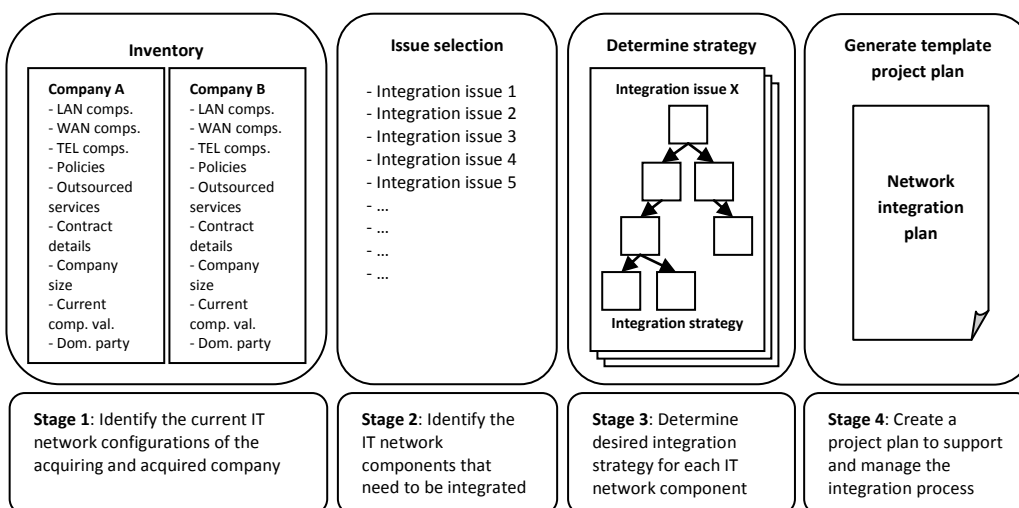 Inventory
Company A
- LAN comps.
- WAN comps.
- TEL comps.
- Policies
- Outsourced
services
- Contract
details
- Company
size
- Current
comp. val.
- Dom. party
Company B
- LAN comps.
- WAN comps.
- TEL comps.
- Policies
- Outsourced
services
- Contract
details
- Company
size
- Current
comp. val.
- Dom. party
Issue selection
- Integration issue 1
- Integration issue 2
- Integration issue 3
- Integration issue 4
- Integration issue 5
- ...
- ...
- ...
- ...
Determine strategy
Integration issue X
Integration strategy
Generate template
project plan
Network
integration
plan
Stage 1: Identify the current IT
network configurations of the
acquiring and acquired company
Stage 2: Identify the
IT network
components that
need to be integrated
Stage 3: Determine
desired integration
strategy for each IT
network component
Stage 4: Create a
project plan to support
and manage the
integration process